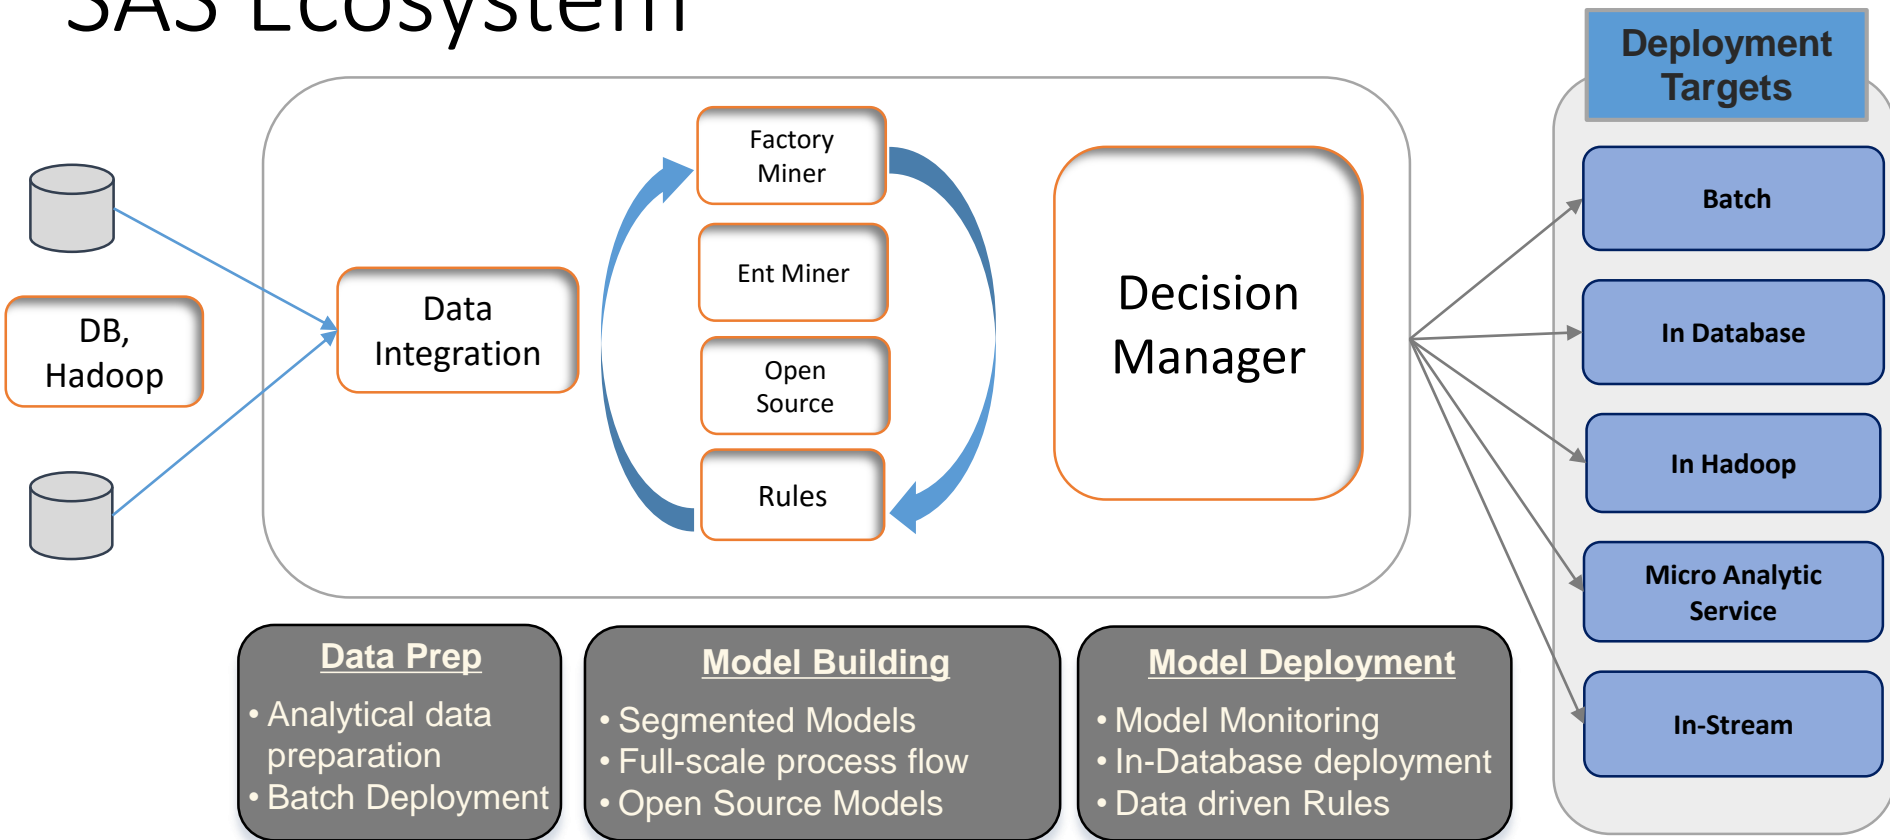 SAS Ecosystem
DB,
Hadoop
Data
Integration
Factory
Miner
Ent Miner
Open
Source
Rules
Decision
Manager
Deployment
Targets
Batch
In Database
In Hadoop
Micro Analytic
Service
In-Stream
Data Prep
• Analytical data
preparation
• Batch Deployment
Model Building
• Segmented Models
• Full-scale process flow
• Open Source Models
Model Deployment
• Model Monitoring
• In-Database deployment
• Data driven Rules